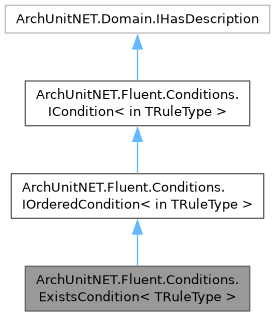 ArchUnitNET.Domain.IHasDescription
ArchUnitNET.Fluent.Conditions.
ICondition< in TRuleType >
ArchUnitNET.Fluent.Conditions.
IOrderedCondition< in TRuleType >
ArchUnitNET.Fluent.Conditions.
ExistsCondition< TRuleType >